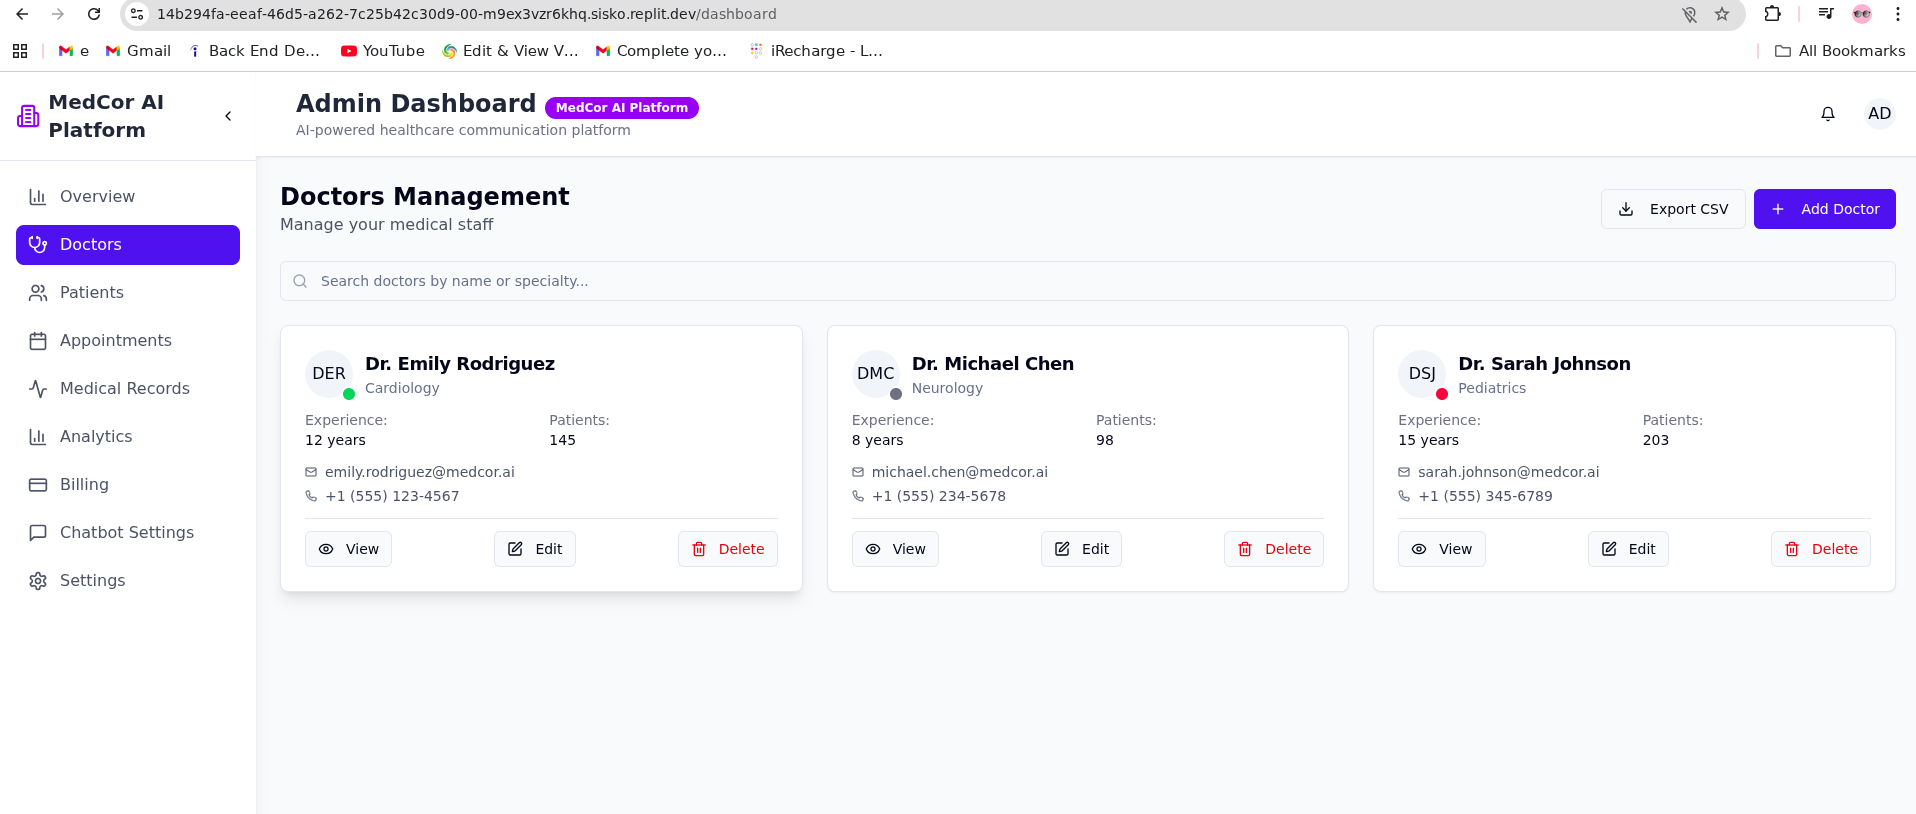 14b294fa-eeaf-46d5-a262-7c25b42c30d9-00-m9ex3vzr6khq.sisko.replit.dev/dashboard
e Gmail Back End De... YouTube Edit & View V... Complete yo... iRecharge - L... All Bookmarks
MedCor AI
Platform
Overview
Doctors
Patients
Appointments
Medical Records
Analytics
Billing
Chatbot Settings
Settings
Admin Dashboard MedCor AI Platform
AI-powered healthcare communication platform
AD
Doctors Management
Manage your medical staff
Export CSV
Add Doctor
Search doctors by name or specialty...
DER
Dr. Emily Rodriguez
Cardiology
Experience: Patients:
12 years 145
emily.rodriguez@medcor.ai
+1 (555) 123-4567
View Edit Delete
DMC
Dr. Michael Chen
Neurology
Experience: Patients:
8 years 98
michael.chen@medcor.ai
+1 (555) 234-5678
View Edit Delete
DSJ
Dr. Sarah Johnson
Pediatrics
Experience: Patients:
15 years 203
sarah.johnson@medcor.ai
+1 (555) 345-6789
View Edit Delete